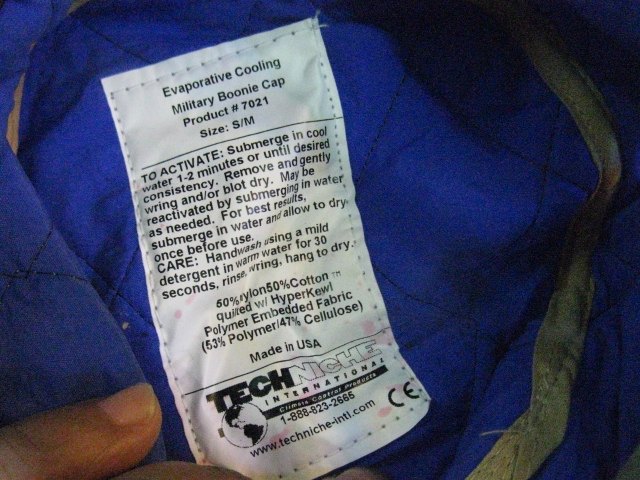 Evaporative Cooling
Military Boonie Cap
Product # 7021
Size: S/M
TO ACTIVATE: Submerge in cool
water 1-2 minutes or until desired
consistency. Remove and gently
wring and/or blot dry. May be
reactivated by submerging in water
as needed. For best results,
submerge in water and allow to dry
once before use.
CARE: Handwash using a mild
detergent in warm water for 30
seconds, rinse, wring, hang to dry.
50%Nylon50%Cotton ™
quilted w/ HyperKewl
Polymer Embedded Fabric
(53% Polymer/47% Cellulose)
Made in USA
TECHNICHE
INTERNATIONAL
Climate Control Products
1-888-823-2665
www.techniche-intl.com
CE